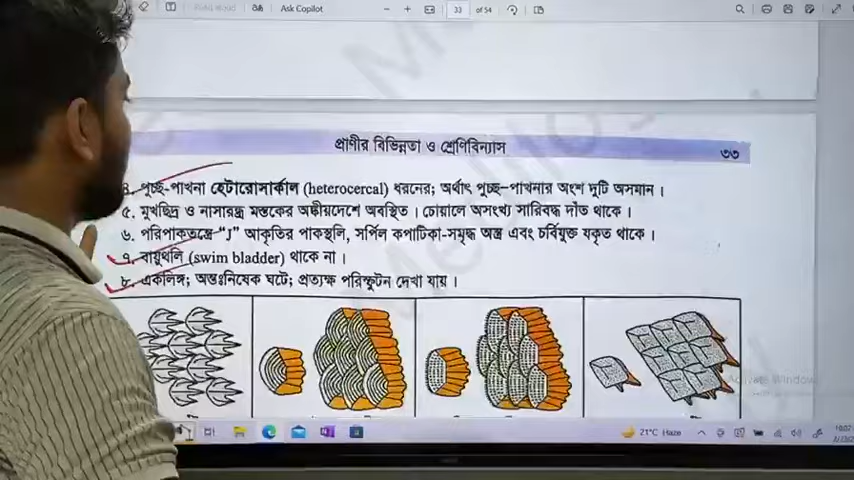 Ask Copilot
33 of 54
প্রাণীর বিভিন্নতা ও শ্রেণিবিন্যাস
৩৩
৪. পুচ্ছ-পাখনা হেটারোসার্কাল (heterocercal) ধরনের; অর্থাৎ পুচ্ছ-পাখনার অংশ দুটি অসমান।
৫. মুখছিদ্র ও নাসারন্ধ্র মস্তকের অঙ্কীয়দেশে অবস্থিত। চোয়ালে অসংখ্য সারিবদ্ধ দাঁত থাকে।
৬. পরিপাকতন্ত্রে "J" আকৃতির পাকস্থলি, সর্পিল কপাটিকা-সমৃদ্ধ অন্ত্র এবং চর্বিযুক্ত যকৃত থাকে।
৭. বায়ুথলি (swim bladder) থাকে না।
৮. একলিঙ্গ; অন্তঃনিষেক ঘটে; প্রত্যক্ষ পরিস্ফুটন দেখা যায়।
Activate Window
21°C Haze